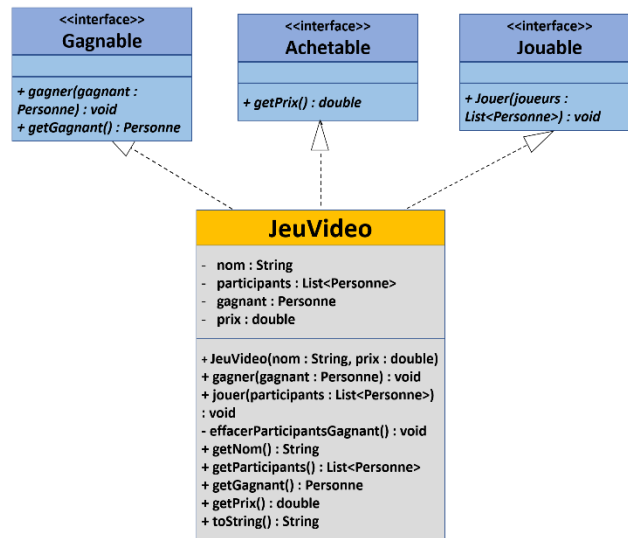 <<interface>>
Gagnable
+ gagner(gagnant :
Personne) : void
+ getGagnant() : Personne
<<interface>>
Achetable
+ getPrix() : double
<<interface>>
Jouable
+ Jouer(joueurs :
List<Personne>) : void
JeuVideo
- nom : String
- participants : List<Personne>
- gagnant : Personne
- prix : double
+ JeuVideo(nom : String, prix : double)
+ gagner(gagnant : Personne) : void
+ jouer(participants : List<Personne>)
: void
- effacerParticipantsGagnant() : void
+ getNom() : String
+ getParticipants() : List<Personne>
+ getGagnant() : Personne
+ getPrix() : double
+ toString() : String